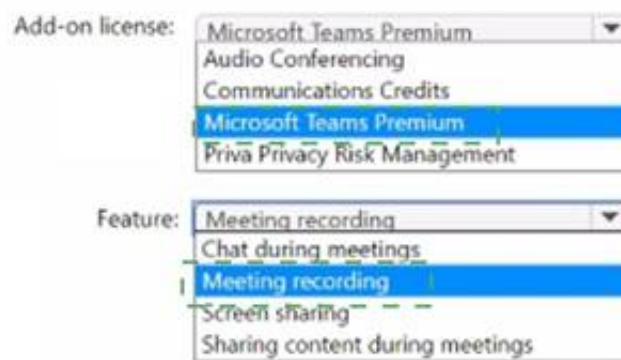 Add-on license: Microsoft Teams Premium
Audio Conferencing
Communications Credits
Microsoft Teams Premium
Priva Privacy Risk Management
Feature: Meeting recording
Chat during meetings
Meeting recording
Screen sharing
Sharing content during meetings